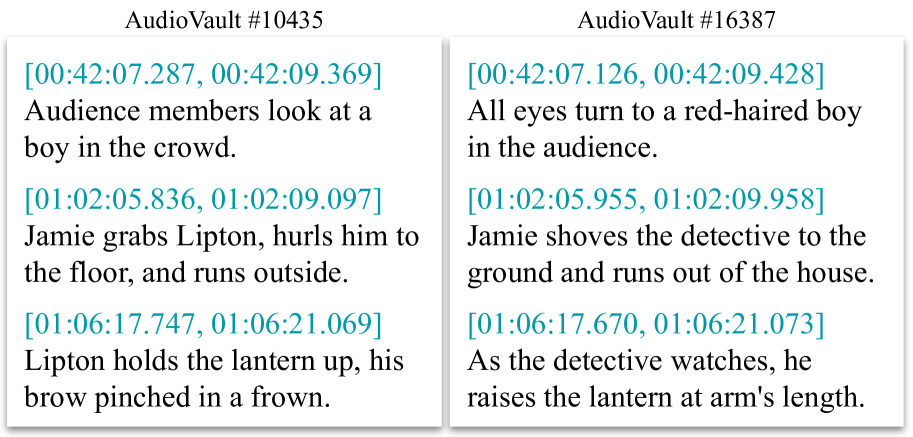 AudioVault #10435
[00:42:07.287, 00:42:09.369]
Audience members look at a
boy in the crowd.
[01:02:05.836, 01:02:09.097]
Jamie grabs Lipton, hurls him to
the floor, and runs outside.
[01:06:17.747, 01:06:21.069]
Lipton holds the lantern up, his
brow pinched in a frown.
AudioVault #16387
[00:42:07.126, 00:42:09.428]
All eyes turn to a red-haired boy
in the audience.
[01:02:05.955, 01:02:09.958]
Jamie shoves the detective to the
ground and runs out of the house.
[01:06:17.670, 01:06:21.073]
As the detective watches, he
raises the lantern at arm's length.